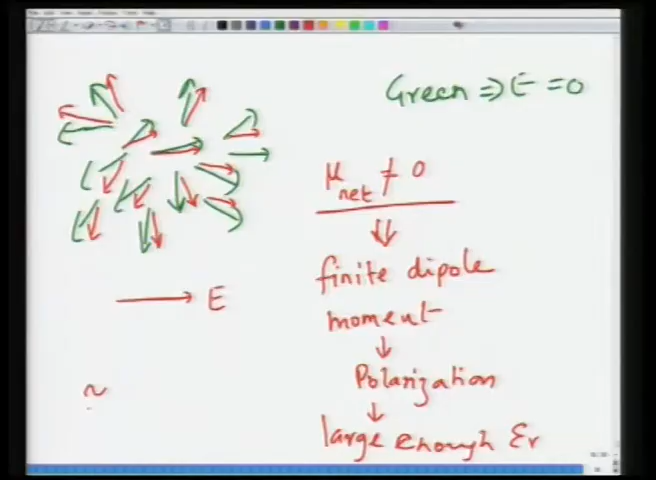 Green ⇒ E = 0
μnet ≠ 0
⇓
finite dipole
moment
↓
Polarization
↓
large enough εr
→ E
~